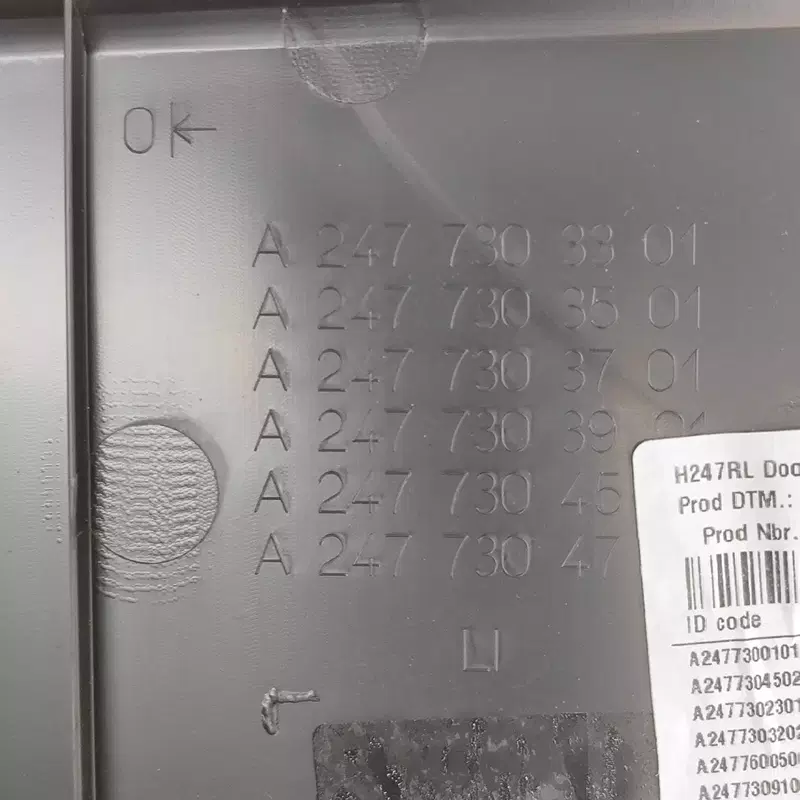 OK
A 247 730 33 01
A 247 730 35 01
A 247 730 37 01
A 247 730 39 01
A 247 730 45
A 247 730 47
H247RL Doo
Prod DTM.:
Prod Nbr.
ID code
A2477300101
A2477304502
A2477302301
A2477303202
A247760050
A247730910